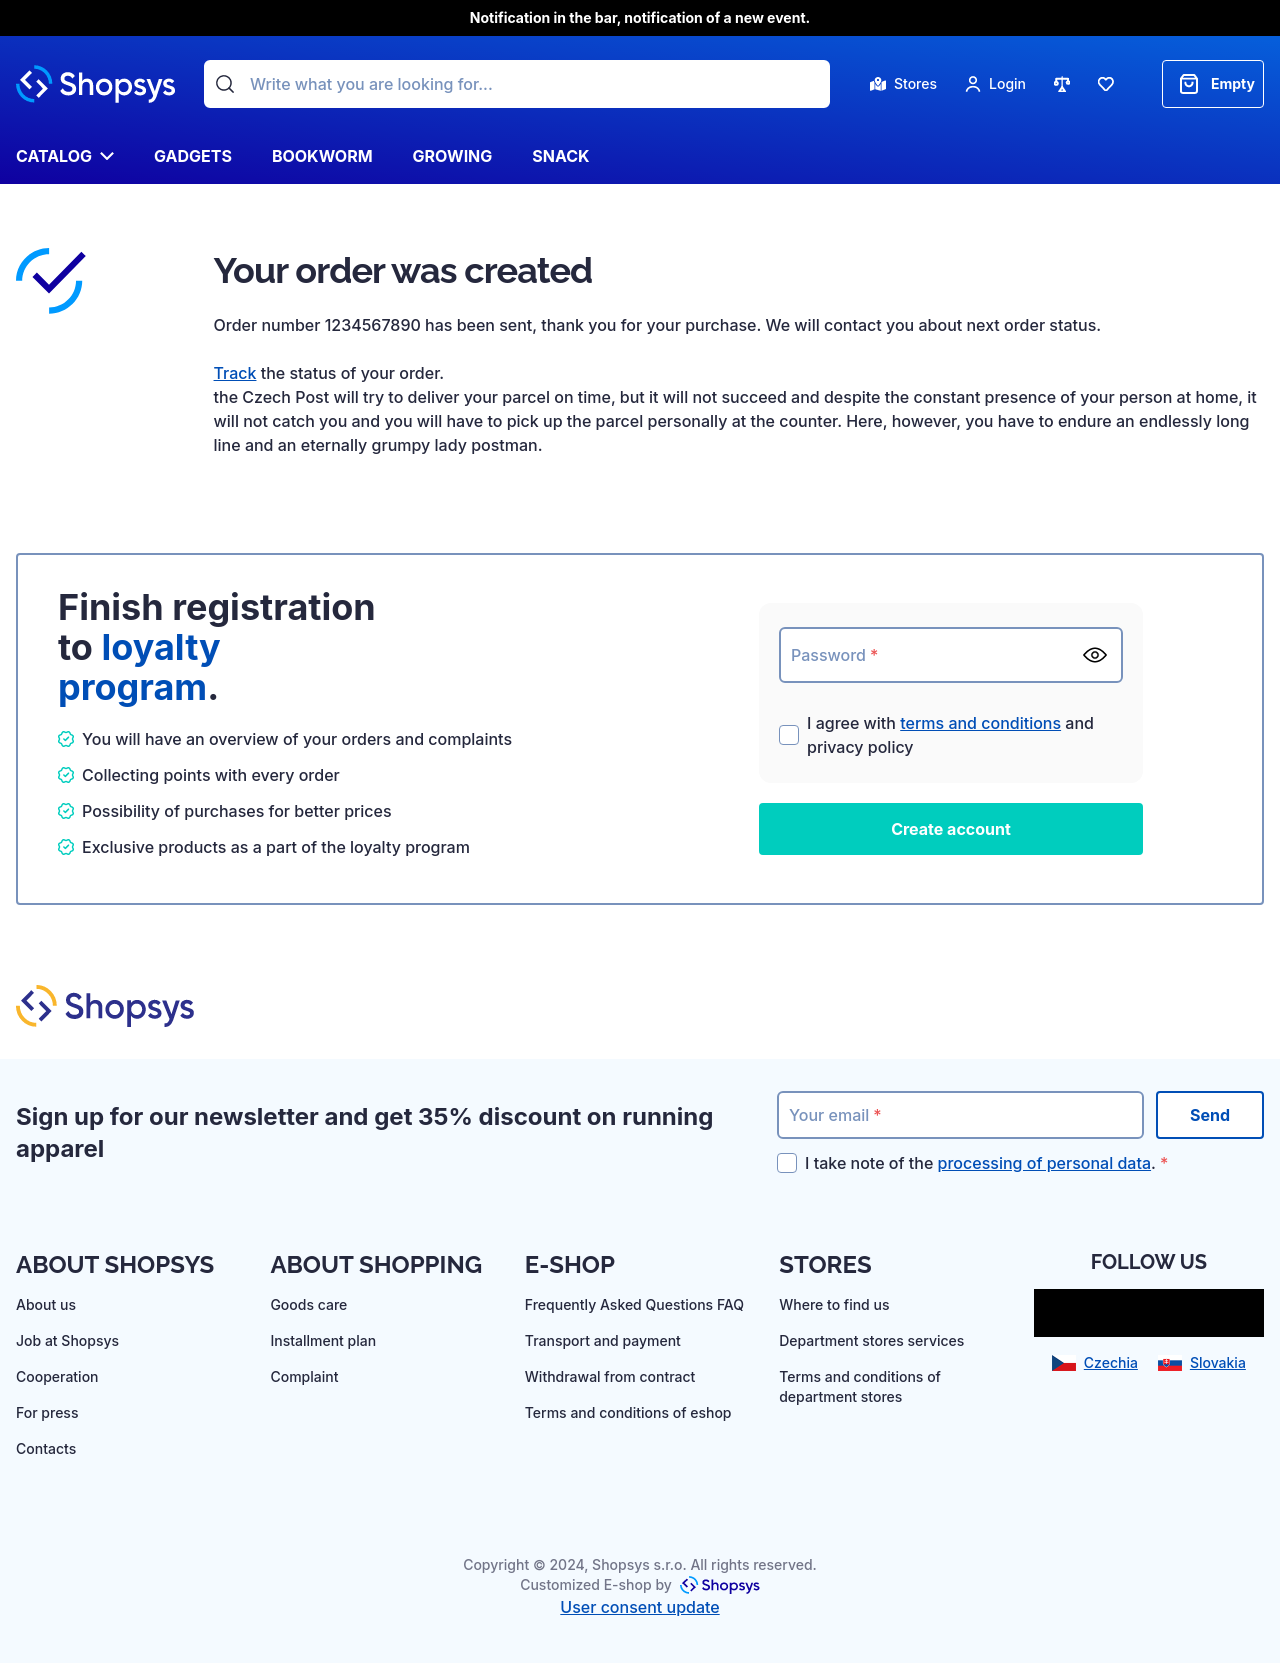 Notification in the bar, notification of a new event.
Shopsys
Write what you are looking for...
Stores
Login
Empty
CATALOG
GADGETS
BOOKWORM
GROWING
SNACK
Your order was created
Order number 1234567890 has been sent, thank you for your purchase. We will contact you about next order status.
Track the status of your order.
the Czech Post will try to deliver your parcel on time, but it will not succeed and despite the constant presence of your person at home, it
will not catch you and you will have to pick up the parcel personally at the counter. Here, however, you have to endure an endlessly long
line and an eternally grumpy lady postman.
Finish registration
to loyalty
program.
You will have an overview of your orders and complaints
Collecting points with every order
Possibility of purchases for better prices
Exclusive products as a part of the loyalty program
Password *
I agree with terms and conditions and
privacy policy
Create account
Shopsys
Sign up for our newsletter and get 35% discount on running
apparel
Your email *
Send
I take note of the processing of personal data. *
ABOUT SHOPSYS
About us
Job at Shopsys
Cooperation
For press
Contacts
ABOUT SHOPPING
Goods care
Installment plan
Complaint
E-SHOP
Frequently Asked Questions FAQ
Transport and payment
Withdrawal from contract
Terms and conditions of eshop
STORES
Where to find us
Department stores services
Terms and conditions of
department stores
FOLLOW US
Czechia
Slovakia
Copyright © 2024, Shopsys s.r.o. All rights reserved.
Customized E-shop by Shopsys
User consent update